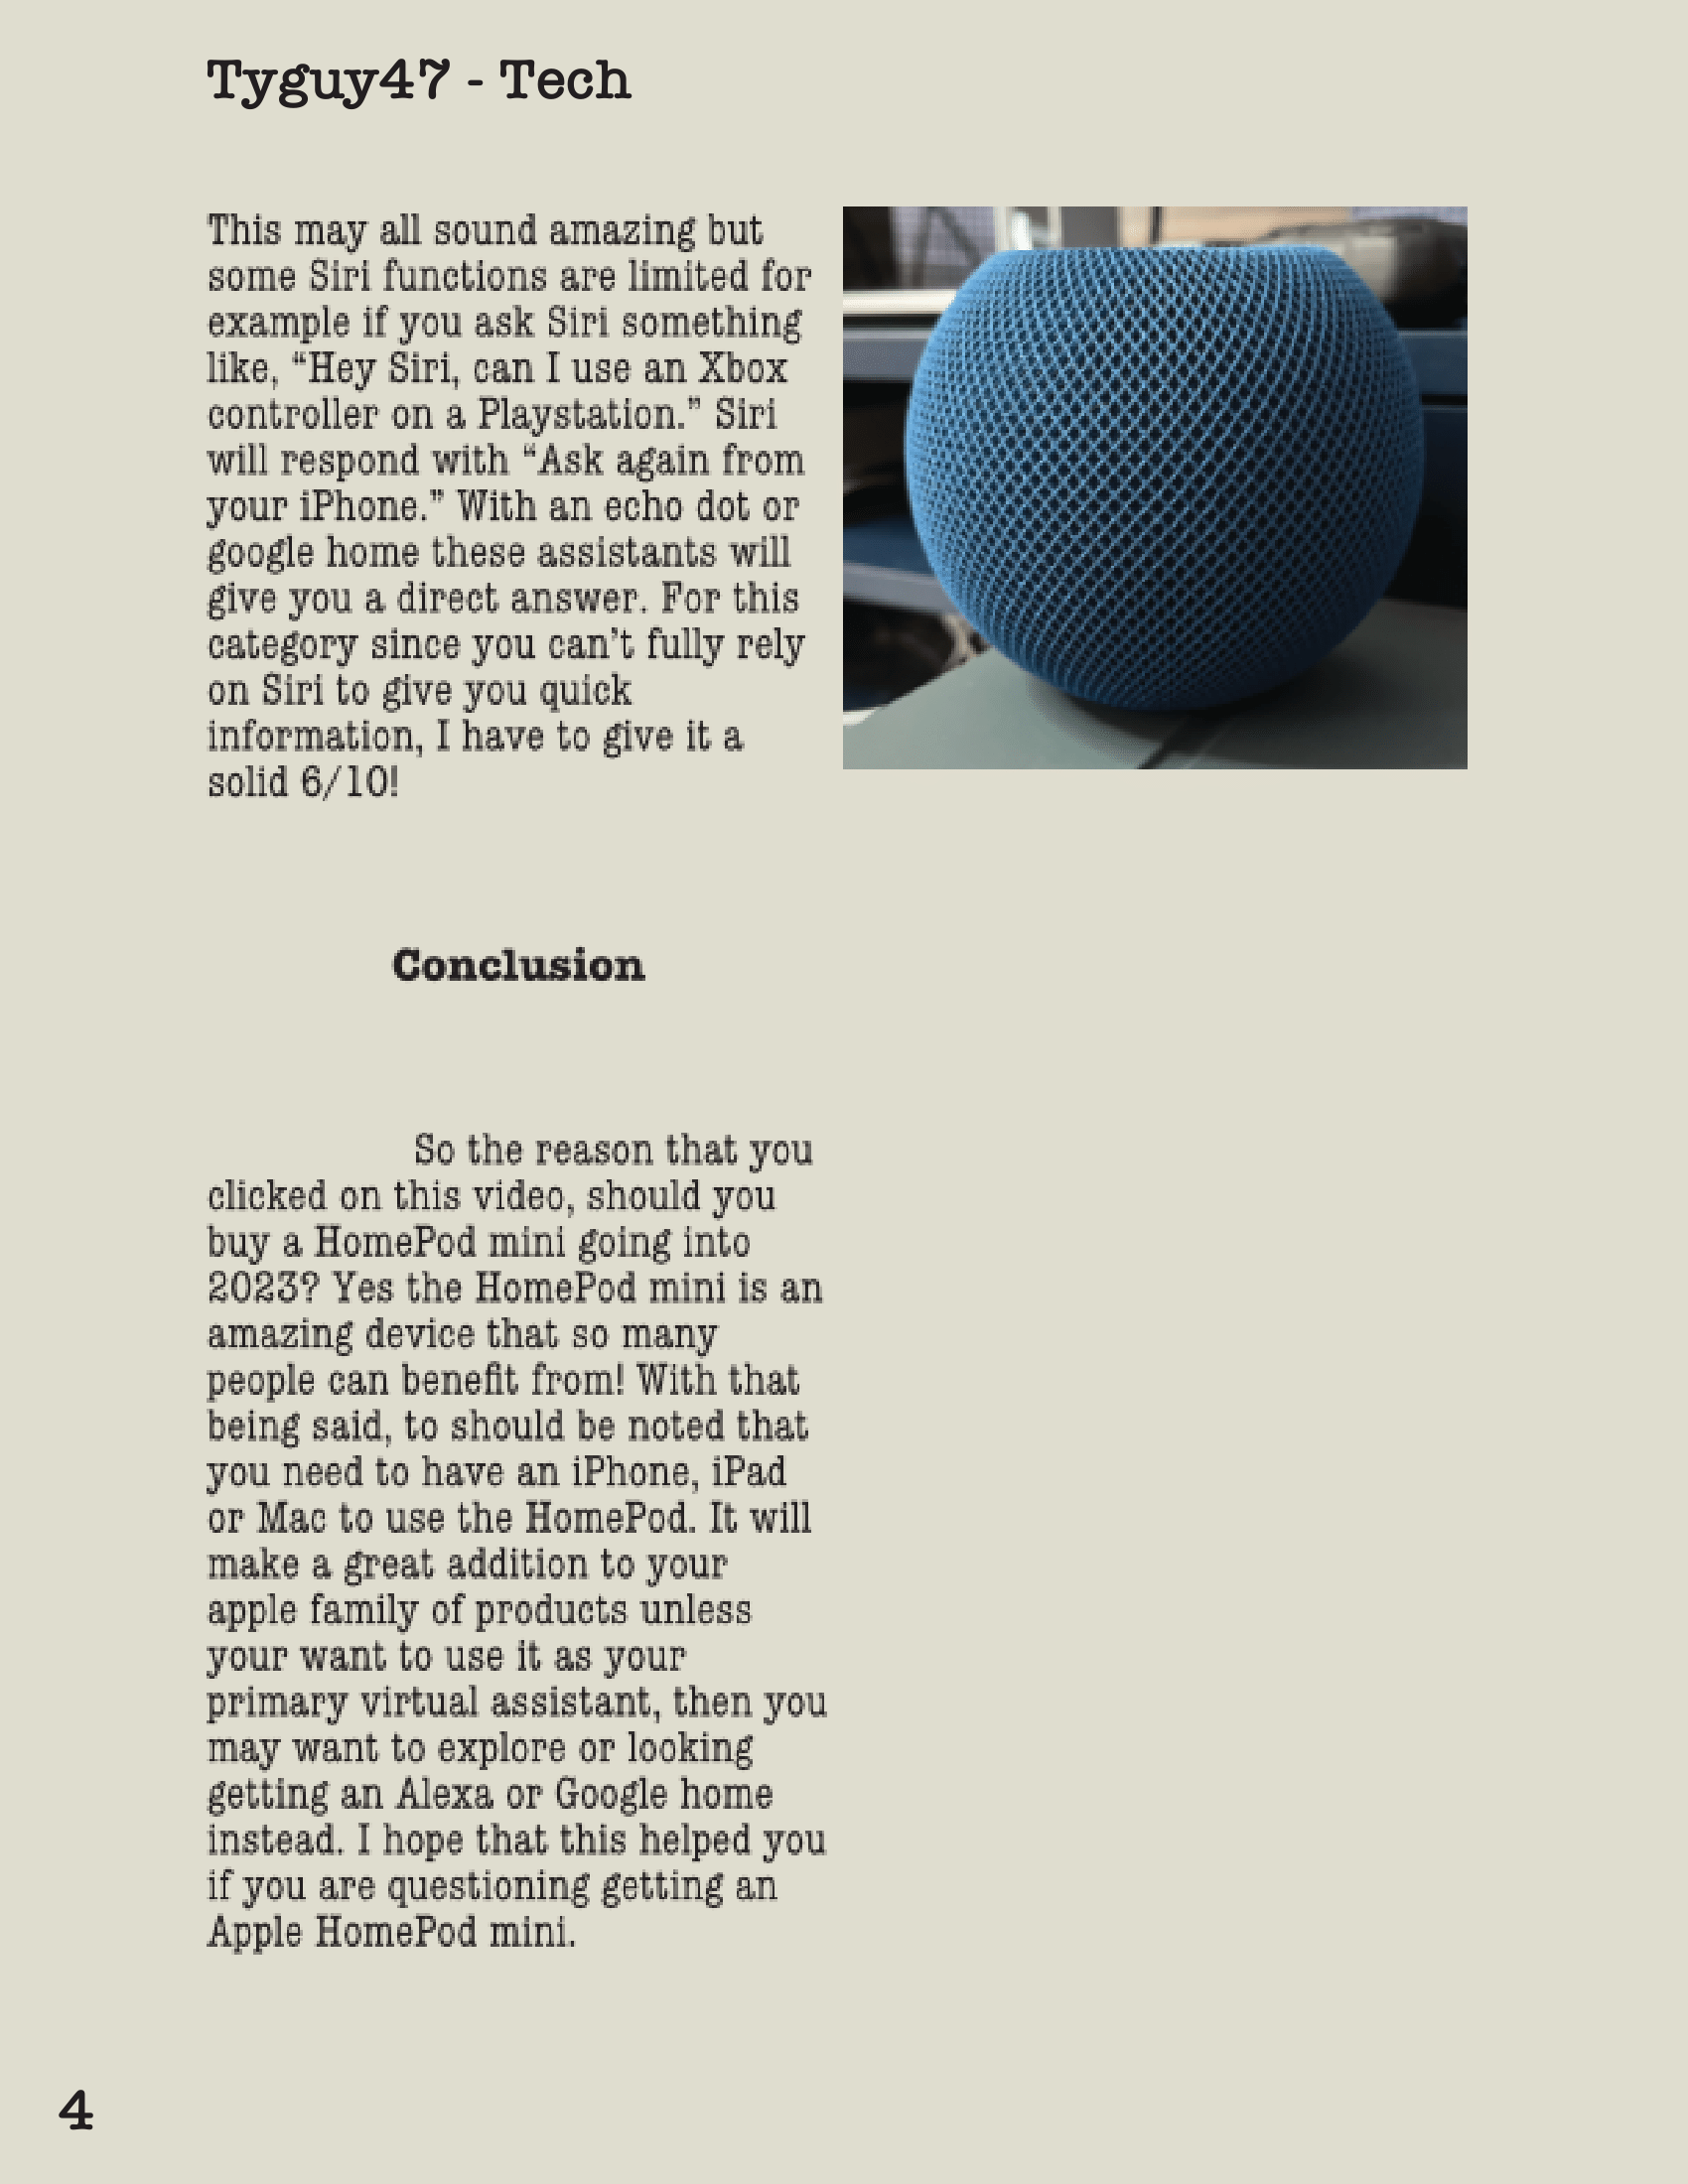 Tyguy47 - Tech
This may all sound amazing but
some Siri functions are limited for
example if you ask Siri something
like, “Hey Siri, can I use an Xbox
controller on a Playstation.” Siri
will respond with “Ask again from
your iPhone.” With an echo dot or
google home these assistants will
give you a direct answer. For this
category since you can’t fully rely
on Siri to give you quick
information, I have to give it a
solid 6/10!
Conclusion
So the reason that you
clicked on this video, should you
buy a HomePod mini going into
2023? Yes the HomePod mini is an
amazing device that so many
people can benefit from! With that
being said, to should be noted that
you need to have an iPhone, iPad
or Mac to use the HomePod. It will
make a great addition to your
apple family of products unless
your want to use it as your
primary virtual assistant, then you
may want to explore or looking
getting an Alexa or Google home
instead. I hope that this helped you
if you are questioning getting an
Apple HomePod mini.
4